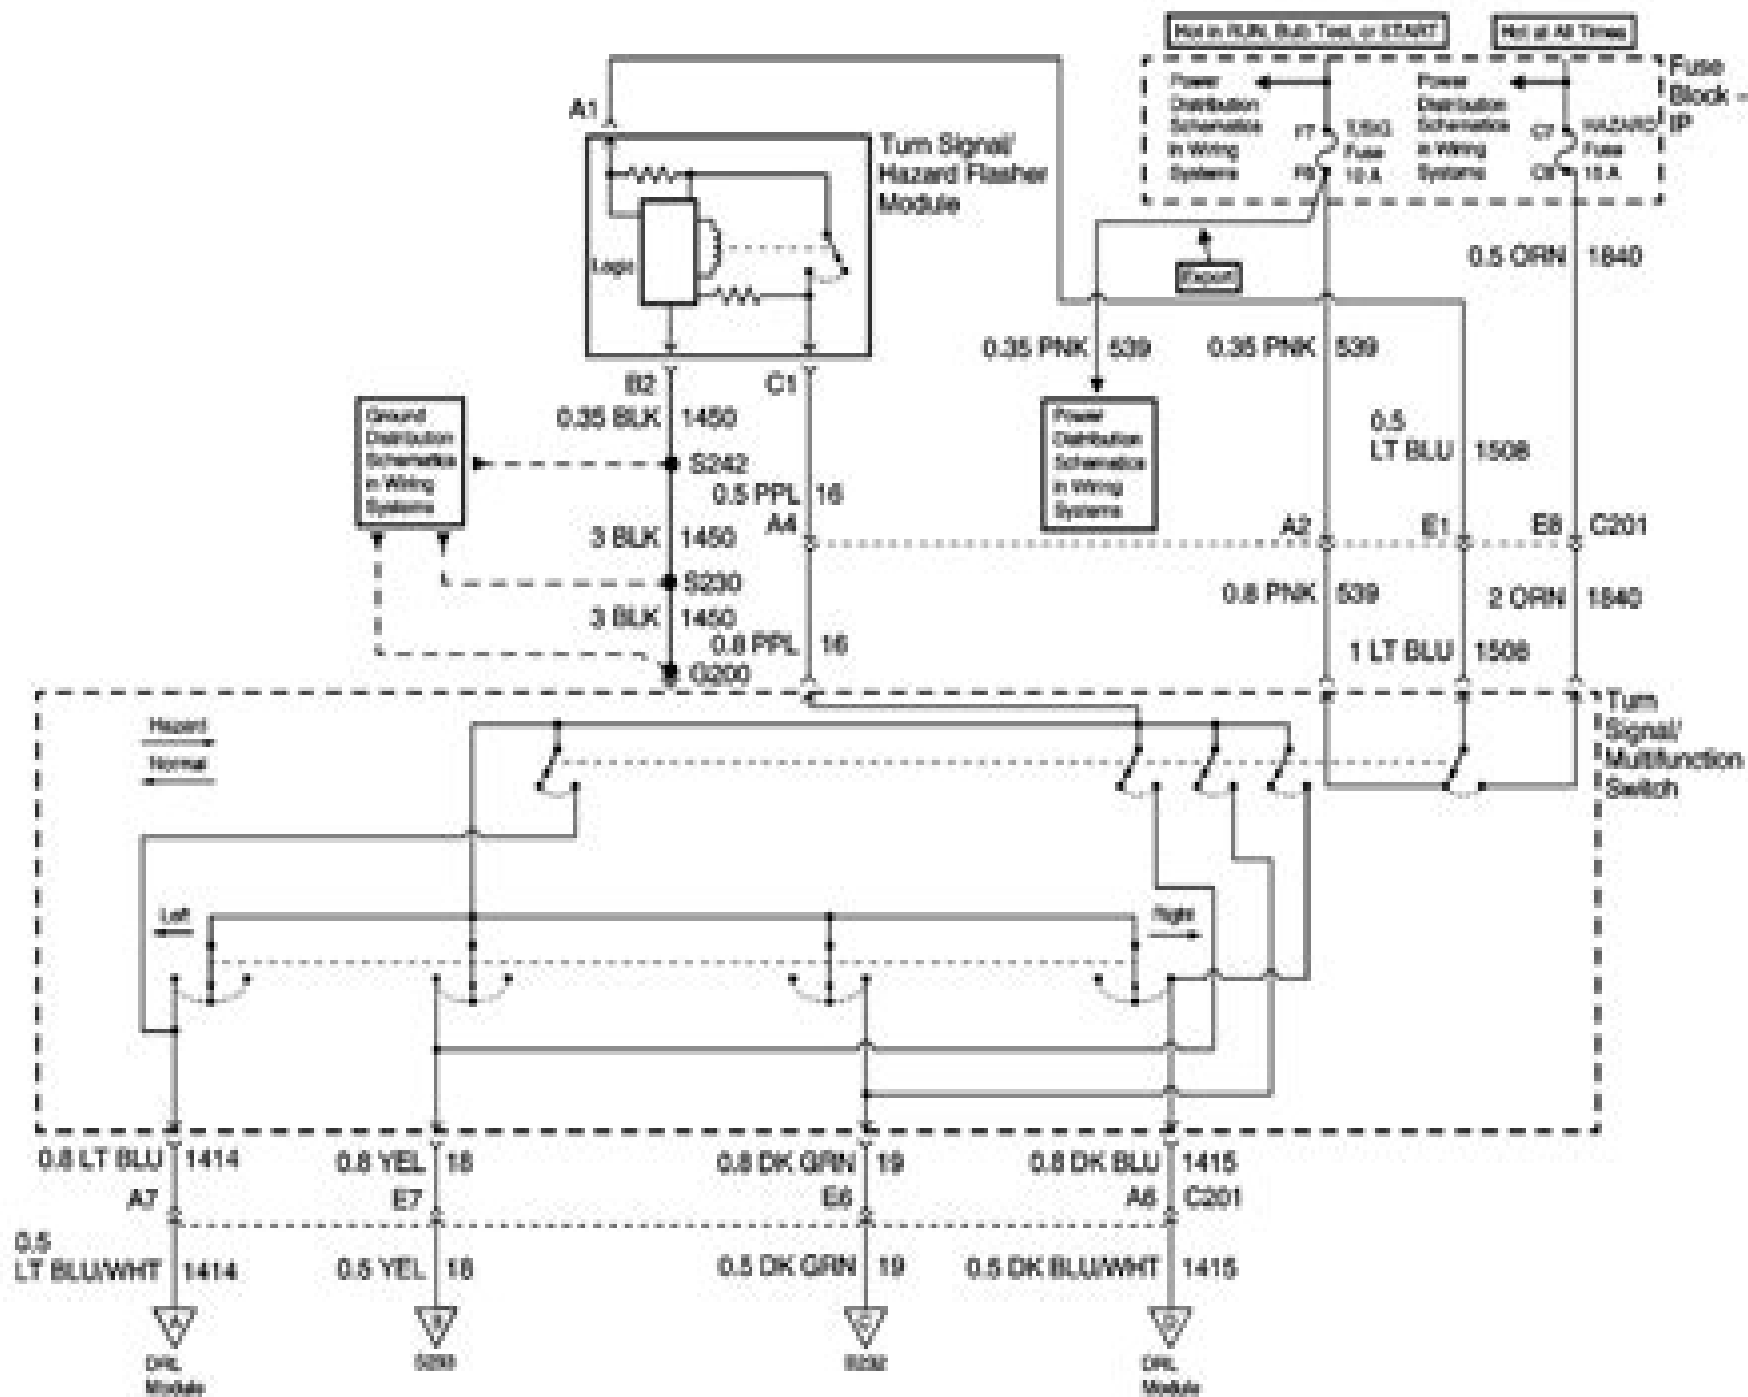 Hot in RUN, Bulb Test, or START
Hot at All Times
Fuse
Block -
IP
Power
Distribution
Schematics
in Wiring
Systems
F7
F8
T/SIG
Fuse
10 A
Power
Distribution
Schematics
in Wiring
Systems
C7
C8
HAZARD
Fuse
15 A
A1
Turn Signal/
Hazard Flasher
Module
Logic
Export
0.5 ORN 1840
0.35 PNK 539
0.35 PNK 539
B2
C1
0.35 BLK 1450
Ground
Distribution
Schematics
in Wiring
Systems
Power
Distribution
Schematics
in Wiring
Systems
0.5
LT BLU 1508
S242
0.5 PPL 16
A4
A2
E1
E8
C201
3 BLK 1450
S230
0.8 PNK 539
2 ORN 1840
3 BLK 1450
0.8 PPL 16
1 LT BLU 1508
G200
Turn
Signal/
Multifunction
Switch
Hazard
Normal
Left
Right
0.8 LT BLU 1414
0.8 YEL 18
0.8 DK GRN 19
0.8 DK BLU 1415
A7
E7
E6
A6
C201
0.5
LT BLU/WHT 1414
0.5 YEL 18
0.5 DK GRN 19
0.5 DK BLU/WHT 1415
A
B
C
D
DRL
Module
DRL
Module